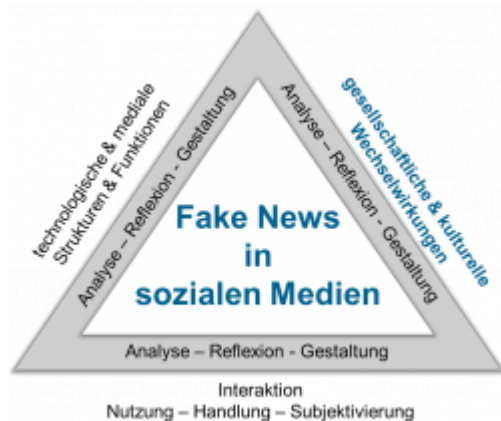 technologische & mediale
Strukturen & Funktionen
Analyse – Reflexion - Gestaltung
gesellschaftliche & kulturelle
Wechselwirkungen
Analyse – Reflexion - Gestaltung
Fake News
in
sozialen Medien
Analyse – Reflexion - Gestaltung
Interaktion
Nutzung – Handlung – Subjektivierung